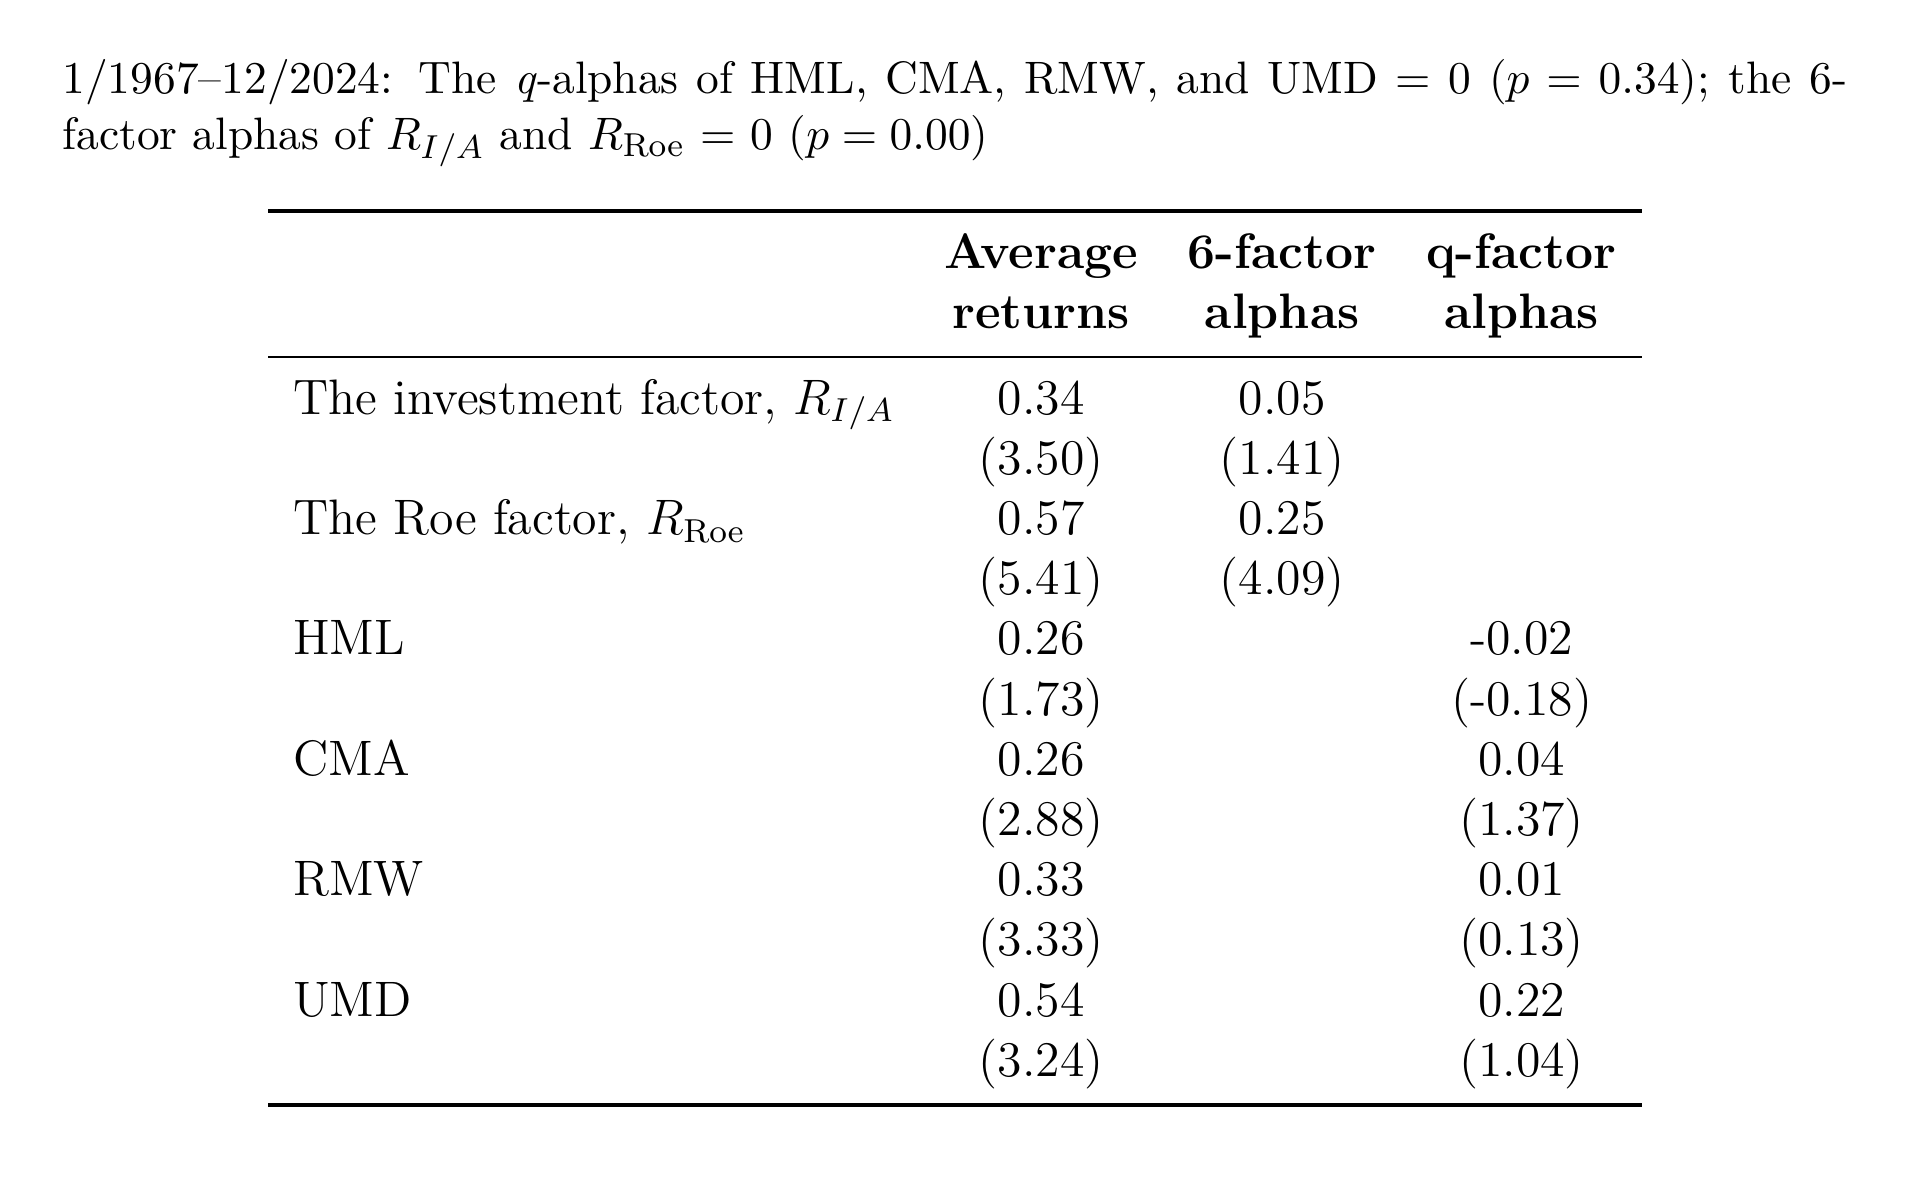 1/1967–12/2024: The q-alphas of HML, CMA, RMW, and UMD = 0 (p = 0.34); the 6-
factor alphas of R_{I/A} and R_{Roe} = 0 (p = 0.00)
Average 6-factor q-factor
returns alphas alphas
The investment factor, R_{I/A} 0.34 0.05
(3.50) (1.41)
The Roe factor, R_{Roe} 0.57 0.25
(5.41) (4.09)
HML 0.26 -0.02
(1.73) (-0.18)
CMA 0.26 0.04
(2.88) (1.37)
RMW 0.33 0.01
(3.33) (0.13)
UMD 0.54 0.22
(3.24) (1.04)